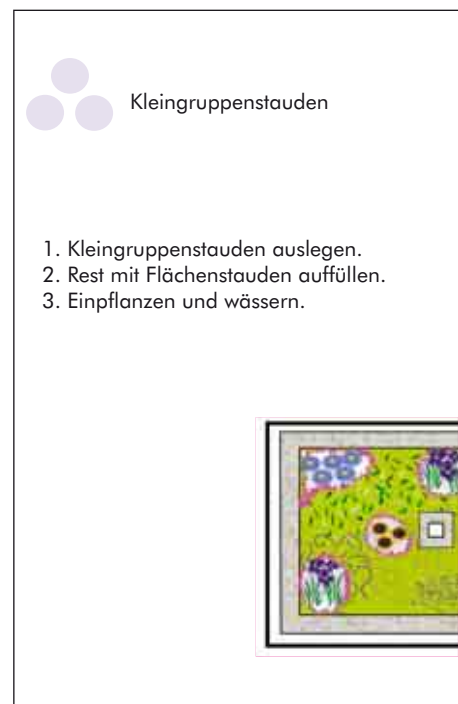 Kleingruppenstauden
1. Kleingruppenstauden auslegen.
2. Rest mit Flächenstauden auffüllen.
3. Einpflanzen und wässern.